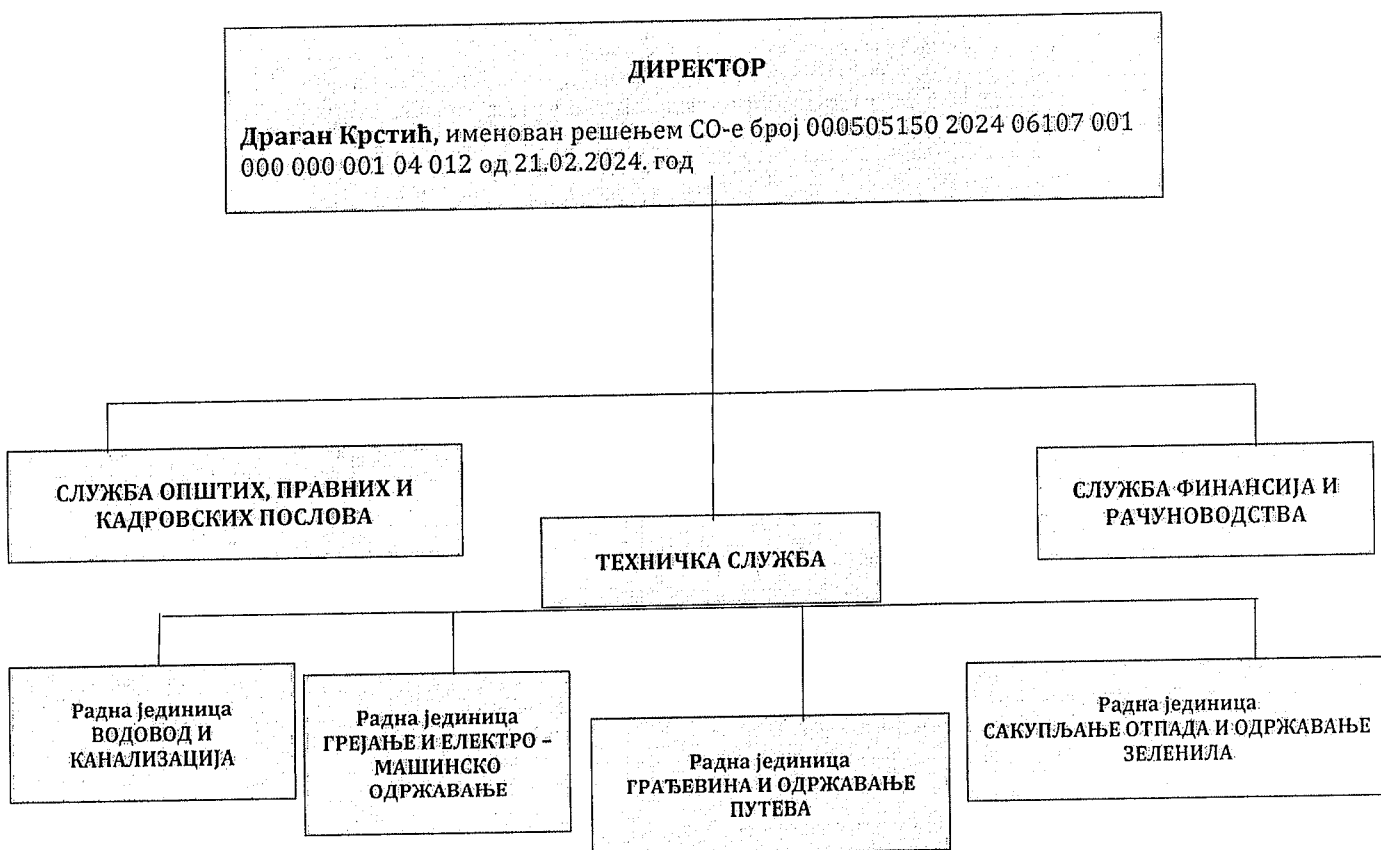 ДИРЕКТОР
Драган Крстић, именован решењем СО-е број 000505150 2024 06107 001
000 000 001 04 012 од 21.02.2024. год
СЛУЖБА ОПШТИХ, ПРАВНИХ И
КАДРОВСКИХ ПОСЛОВА
ТЕХНИЧКА СЛУЖБА
СЛУЖБА ФИНАНСИЈА И
РАЧУНОВОДСТВА
Радна јединица
ВОДОВОД И
КАНАЛИЗАЦИЈА
Радна јединица
ГРЕЈАЊЕ И ЕЛЕКТРО –
МАШИНСКО
ОДРЖАВАЊЕ
Радна јединица
ГРАЂЕВИНА И ОДРЖАВАЊЕ
ПУТЕВА
Радна јединица
САКУПЉАЊЕ ОТПАДА И ОДРЖАВАЊЕ
ЗЕЛЕНИЛА